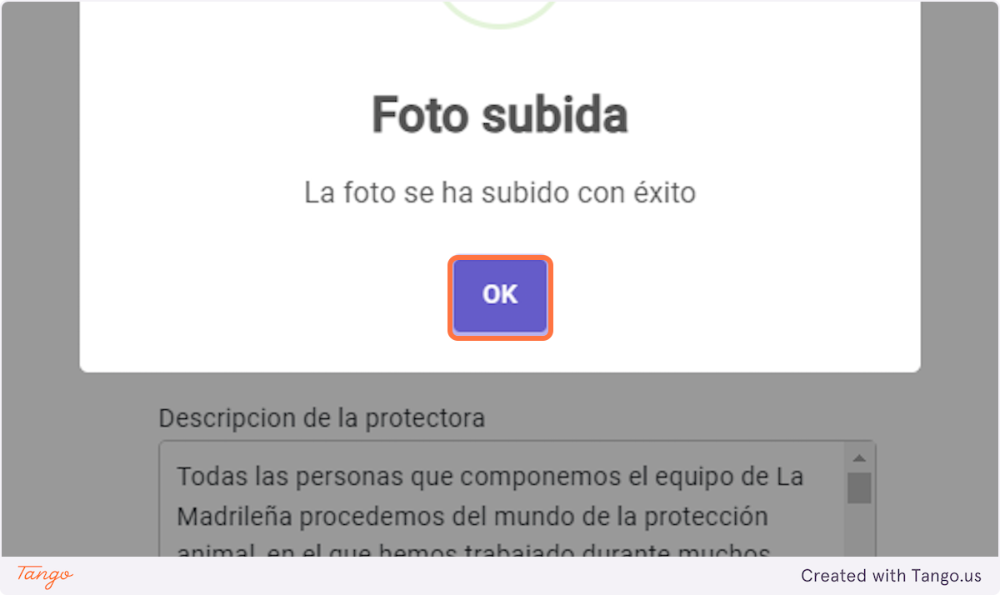 Foto subida
La foto se ha subido con éxito
OK
Descripcion de la protectora
Todas las personas que componemos el equipo de La
Madrileña procedemos del mundo de la protección
animal, en el que hemos trabajado durante muchos
Tango
Created with Tango.us